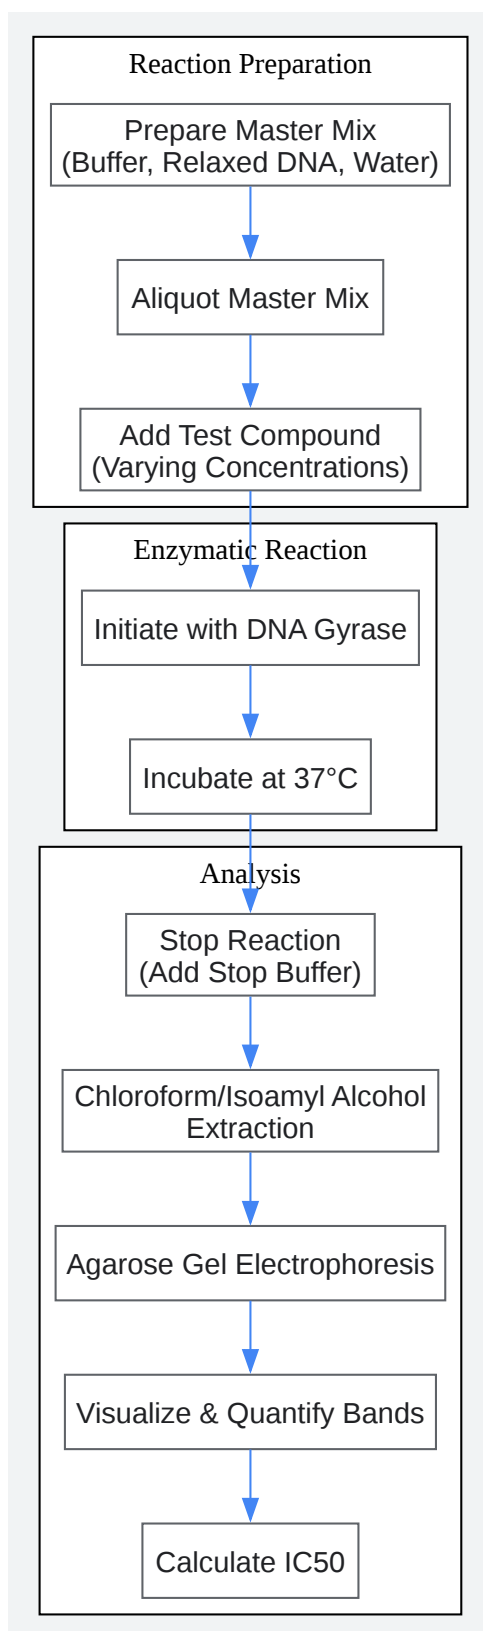 Reaction Preparation
Prepare Master Mix
(Buffer, Relaxed DNA, Water)
Aliquot Master Mix
Add Test Compound
(Varying Concentrations)
Enzymatic Reaction
Initiate with DNA Gyrase
Incubate at 37°C
Analysis
Stop Reaction
(Add Stop Buffer)
Chloroform/Isoamyl Alcohol
Extraction
Agarose Gel Electrophoresis
Visualize & Quantify Bands
Calculate IC50